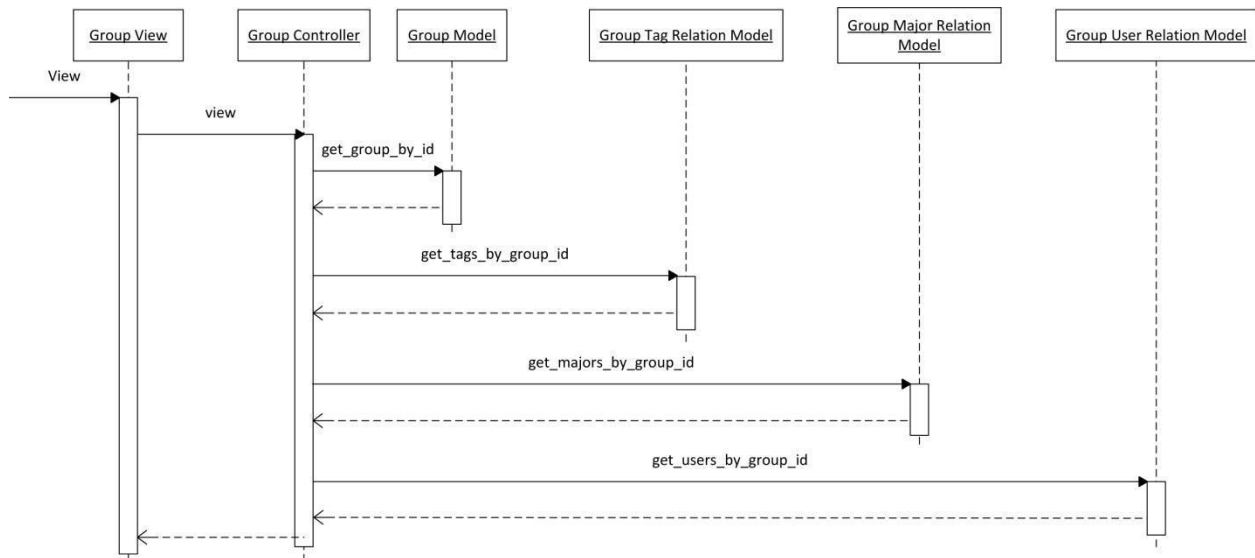 Group View
Group Controller
Group Model
Group Tag Relation Model
Group Major Relation
Model
Group User Relation Model
View
view
get_group_by_id
get_tags_by_group_id
get_majors_by_group_id
get_users_by_group_id